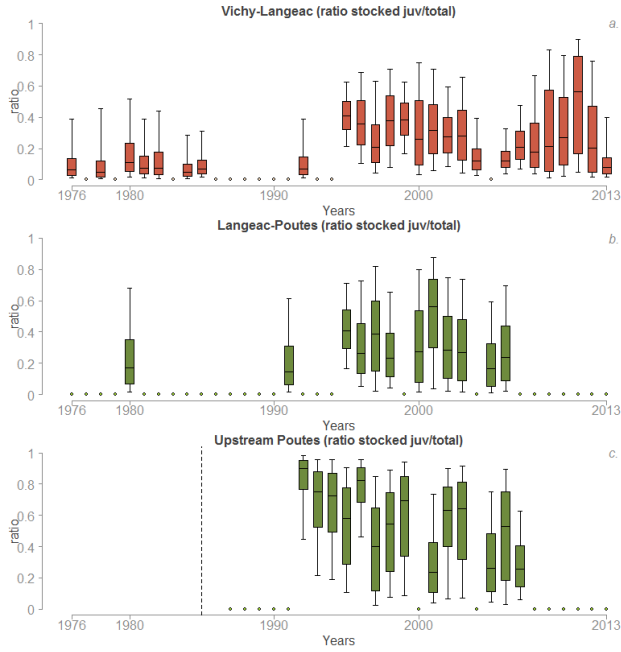 Vichy-Langeac (ratio stocked juv/total)
a.
1
0.8
0.6
0.4
0.2
0
ratio
1976 1980 1990 2000 2013
Years
Langeac-Poutes (ratio stocked juv/total)
b.
1
0.8
0.6
0.4
0.2
0
ratio
1976 1980 1990 2000 2013
Years
Upstream Poutes (ratio stocked juv/total)
c.
1
0.8
0.6
0.4
0.2
0
ratio
1976 1980 1990 2000 2013
Years